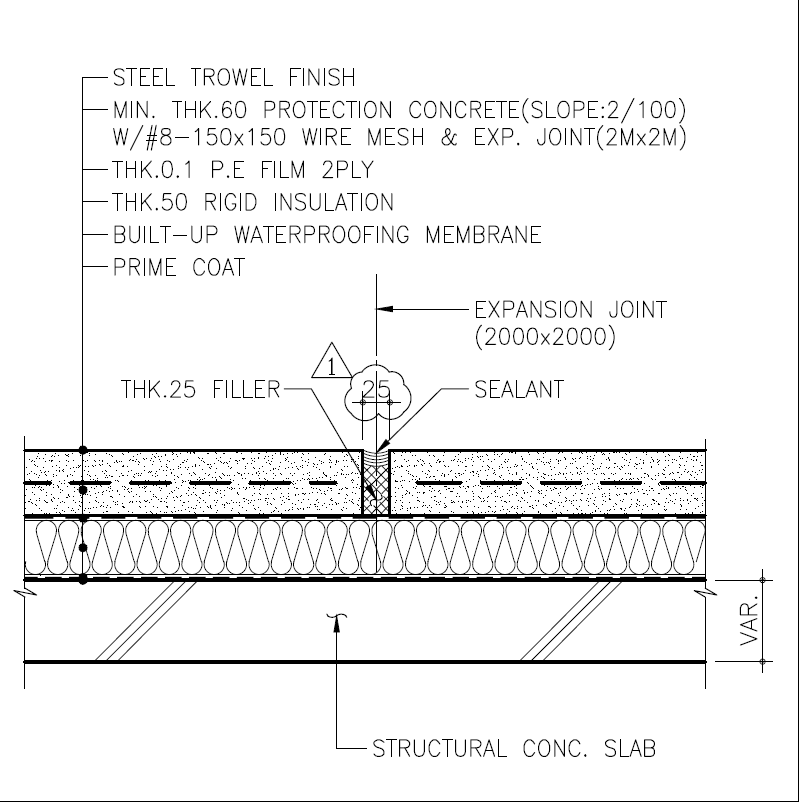 STEEL TROWEL FINISH
MIN. THK.60 PROTECTION CONCRETE(SLOPE:2/100)
W/#8-150x150 WIRE MESH & EXP. JOINT(2Mx2M)
THK.0.1 P.E FILM 2PLY
THK.50 RIGID INSULATION
BUILT-UP WATERPROOFING MEMBRANE
PRIME COAT
EXPANSION JOINT
(2000x2000)
1
THK.25 FILLER
25
SEALANT
VAR.
STRUCTURAL CONC. SLAB